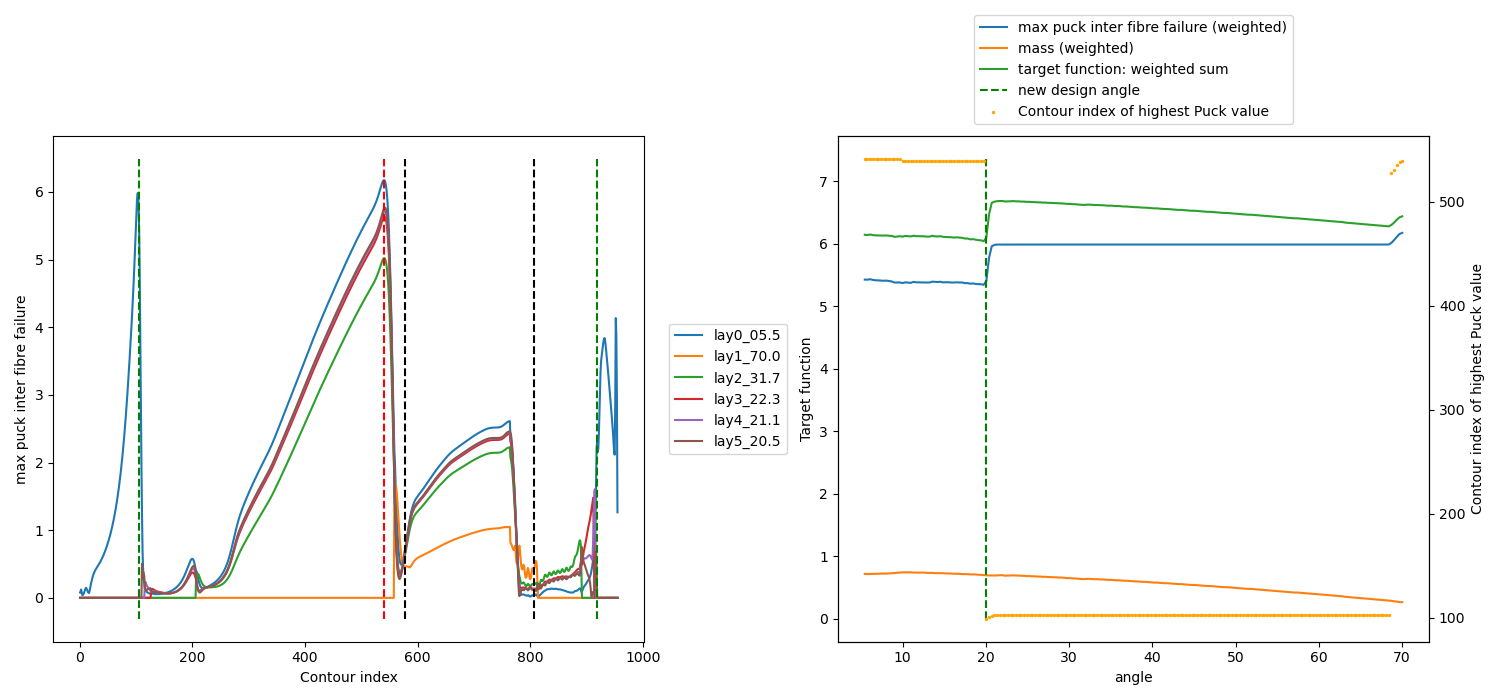 max puck inter fibre failure (weighted)
mass (weighted)
target function: weighted sum
new design angle
Contour index of highest Puck value
max puck inter fibre failure
6
5
4
3
2
1
0
0
200
400
600
800
1000
Contour index
lay0_05.5
lay1_70.0
lay2_31.7
lay3_22.3
lay4_21.1
lay5_20.5
Target function
7
6
5
4
3
2
1
0
10
20
30
40
50
60
70
angle
500
400
300
200
100
Contour index of highest Puck value